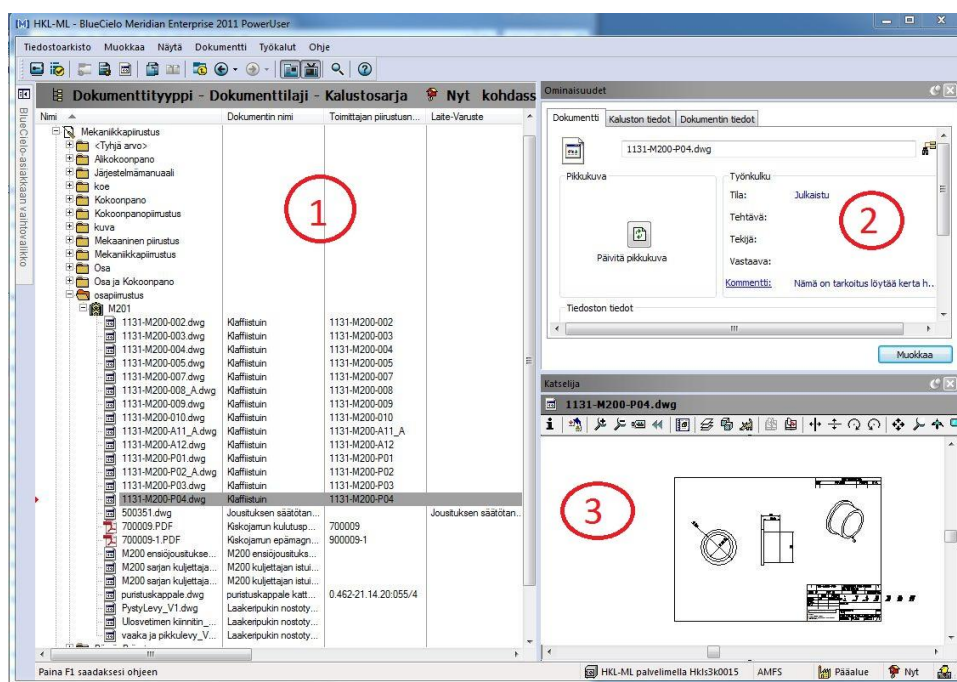 [M] HKL-ML - BlueCielo Meridian Enterprise 2011 PowerUser
Tiedostoarkisto Muokkaa Näytä Dokumentti Työkalut Ohje
BlueCielo-asiakkaan vaihtovalikko
Dokumenttityyppi - Dokumenttilaji - Kalustosarja Nyt kohdass
Nimi Dokumentin nimi Toimittajan piirustusn... Laite-Varuste
Mekaniikkapiirustus
<Tyhjä arvo>
Alikokoonpano
Järjestelmämanuaali
koe
Kokoonpano
Kokoonpanopiirustus
kuva
Mekaaninen piirustus
Mekaniikkapiirrustus
Osa
Osa ja Kokoonpano
osapiirustus
M201
1131-M200-002.dwg Klaffiistuin 1131-M200-002
1131-M200-003.dwg Klaffiistuin 1131-M200-003
1131-M200-004.dwg Klaffiistuin 1131-M200-004
1131-M200-005.dwg Klaffiistuin 1131-M200-005
1131-M200-007.dwg Klaffiistuin 1131-M200-007
1131-M200-008_A.dwg Klaffiistuin 1131-M200-008
1131-M200-009.dwg Klaffiistuin 1131-M200-009
1131-M200-010.dwg Klaffiistuin 1131-M200-010
1131-M200-A11_A.dwg Klaffiistuin 1131-M200-A11_A
1131-M200-A12.dwg Klaffiistuin 1131-M200-A12
1131-M200-P01.dwg Klaffiistuin 1131-M200-P01
1131-M200-P02_A.dwg Klaffiistuin 1131-M200-P02
1131-M200-P03.dwg Klaffiistuin 1131-M200-P03
1131-M200-P04.dwg Klaffiistuin 1131-M200-P04
500351.dwg Jousituksen säätötan... Jousituksen säätötan...
700009.PDF Kiskojarrun kulutusp... 700009
700009-1.PDF Kiskojarrun epämagn... 900009-1
M200 ensiöjousitukse... M200 ensiöjousituks...
M200 sarjan kuljettaja... M200 kuljettajan istui...
M200 sarjan kuljettaja... M200 kuljettajan istui...
puristuskappale.dwg puristuskappale katt... 0.462-21.14.20:055/4
PystyLevy_V1.dwg Laakeripukin nostoty...
Ulosvetimen kiinnitin_... Laakeripukin nostoty...
vaaka ja pikkulevy_V... Laakeripukin nostoty...
1
Ominaisuudet
Dokumentti Kaluston tiedot Dokumentin tiedot
1131-M200-P04.dwg
Pikkukuva
Päivitä pikkukuva
Työnkulku
Tila: Julkaistu
Tehtävä:
Tekijä:
Vastaava:
Kommentti: Nämä on tarkoitus löytää kerta h..
2
Tiedoston tiedot
Muokkaa
Katselija
1131-M200-P04.dwg
3
Paina F1 saadaksesi ohjeen
HKL-ML palvelimella Hkls3k0015 AMFS Pääalue Nyt